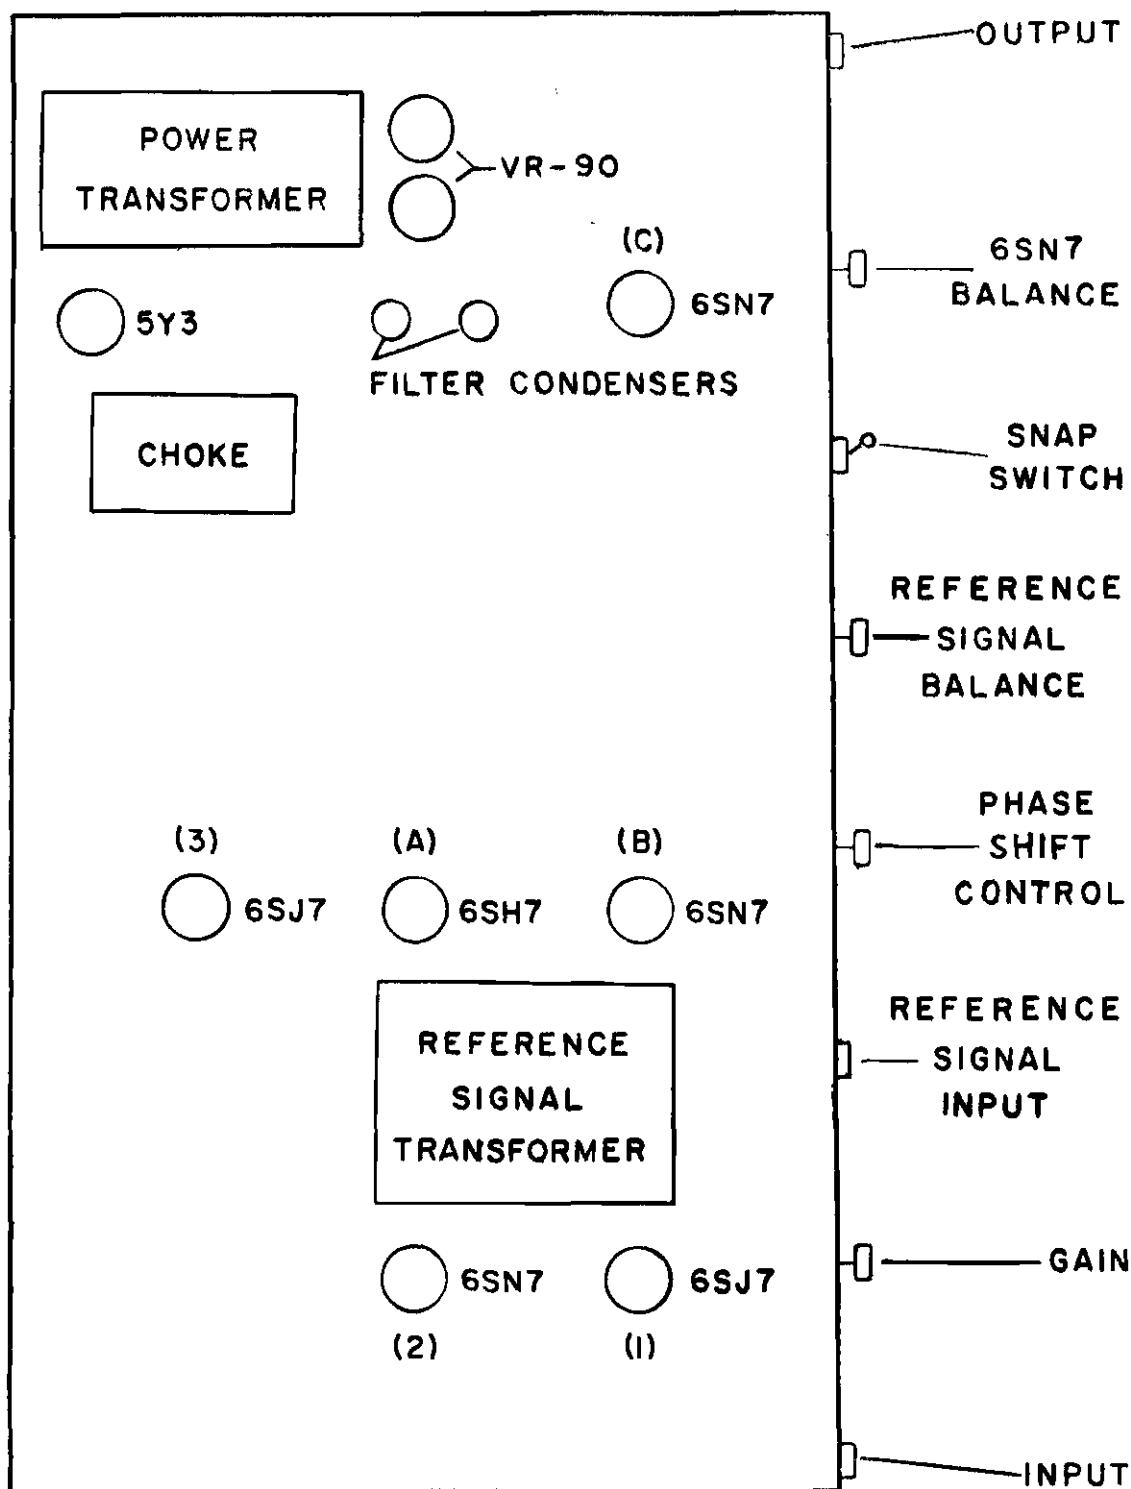 OUTPUT
POWER
TRANSFORMER
VR-90
(C)
6SN7
6SN7
BALANCE
5Y3
FILTER CONDENSERS
CHOKE
SNAP
SWITCH
REFERENCE
SIGNAL
BALANCE
PHASE
SHIFT
CONTROL
(3)
6SJ7
(A)
6SH7
(B)
6SN7
REFERENCE
SIGNAL
TRANSFORMER
REFERENCE
SIGNAL
INPUT
6SN7
(2)
6SJ7
(1)
GAIN
INPUT